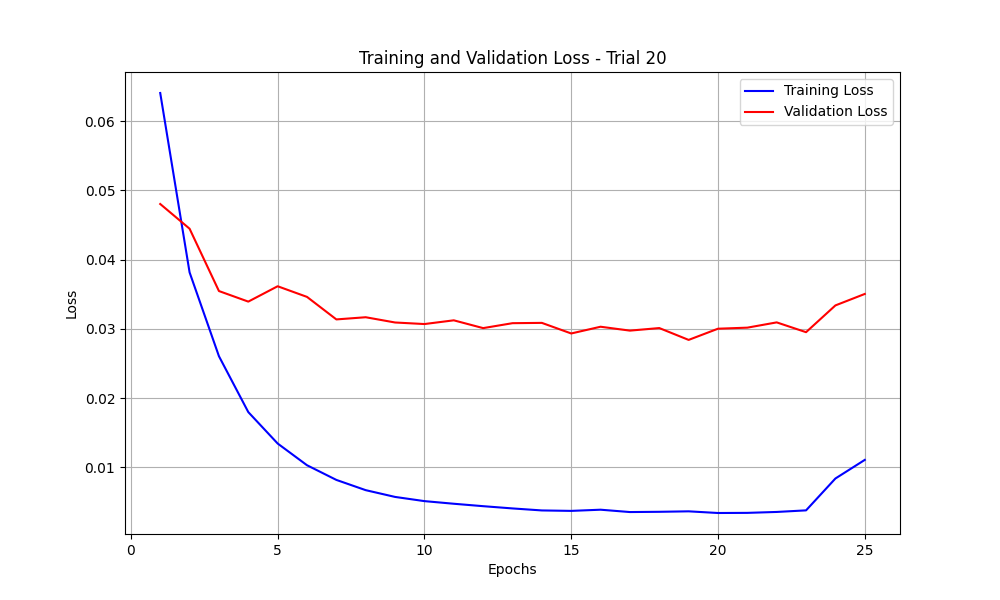 Training and Validation Loss - Trial 20
Training Loss
Validation Loss
Loss
0.06
0.05
0.04
0.03
0.02
0.01
0 5 10 15 20 25
Epochs